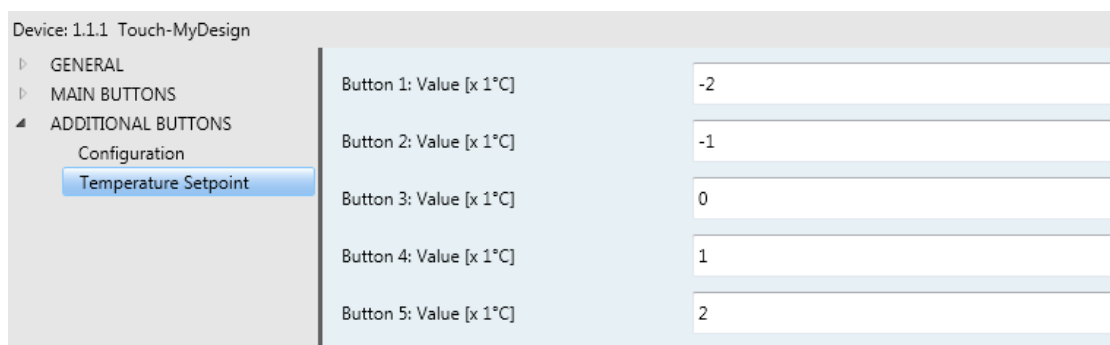 Device: 1.1.1 Touch-MyDesign
GENERAL
MAIN BUTTONS
ADDITIONAL BUTTONS
Configuration
Temperature Setpoint
Button 1: Value [x 1°C] -2
Button 2: Value [x 1°C] -1
Button 3: Value [x 1°C] 0
Button 4: Value [x 1°C] 1
Button 5: Value [x 1°C] 2